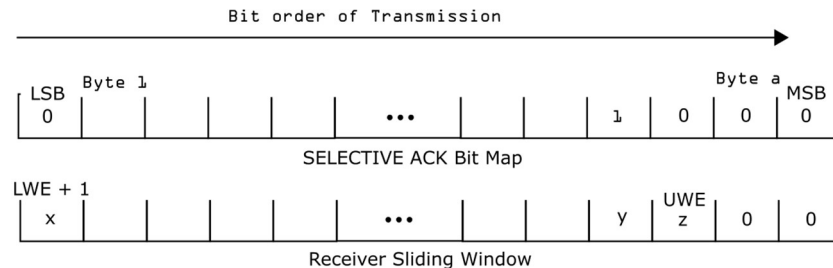 Bit order of Transmission
LSB Byte 1 Byte a MSB
0 ... 1 0 0 0
SELECTIVE ACK Bit Map
LWE + 1 UWE
x ... y z 0 0
Receiver Sliding Window